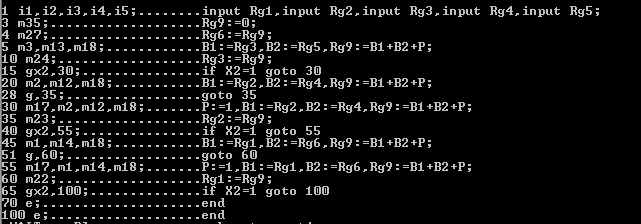 1 i1,i2,i3,i4,i5;........input Rg1,input Rg2,input Rg3,input Rg4,input Rg5;
3 m35;...................Rg9:=0;
4 m27;...................Rg6:=Rg9;
5 m3,m13,m18;............B1:=Rg3,B2:=Rg5,Rg9:=B1+B2+P;
10 m24;..................Rg3:=Rg9;
15 gx2,30;...............if X2=1 goto 30
20 m2,m12,m18;...........B1:=Rg2,B2:=Rg4,Rg9:=B1+B2+P;
28 g,35;.................goto 35
30 m17,m2,m12,m18;.......P:=1,B1:=Rg2,B2:=Rg4,Rg9:=B1+B2+P;
35 m23;..................Rg2:=Rg9;
40 gx2,55;...............if X2=1 goto 55
45 m1,m14,m18;...........B1:=Rg1,B2:=Rg6,Rg9:=B1+B2+P;
51 g,60;.................goto 60
55 m17,m1,m14,m18;.......P:=1,B1:=Rg1,B2:=Rg6,Rg9:=B1+B2+P;
60 m22;..................Rg1:=Rg9;
65 gx2,100;..............if X2=1 goto 100
70 e;....................end
100 e;...................end